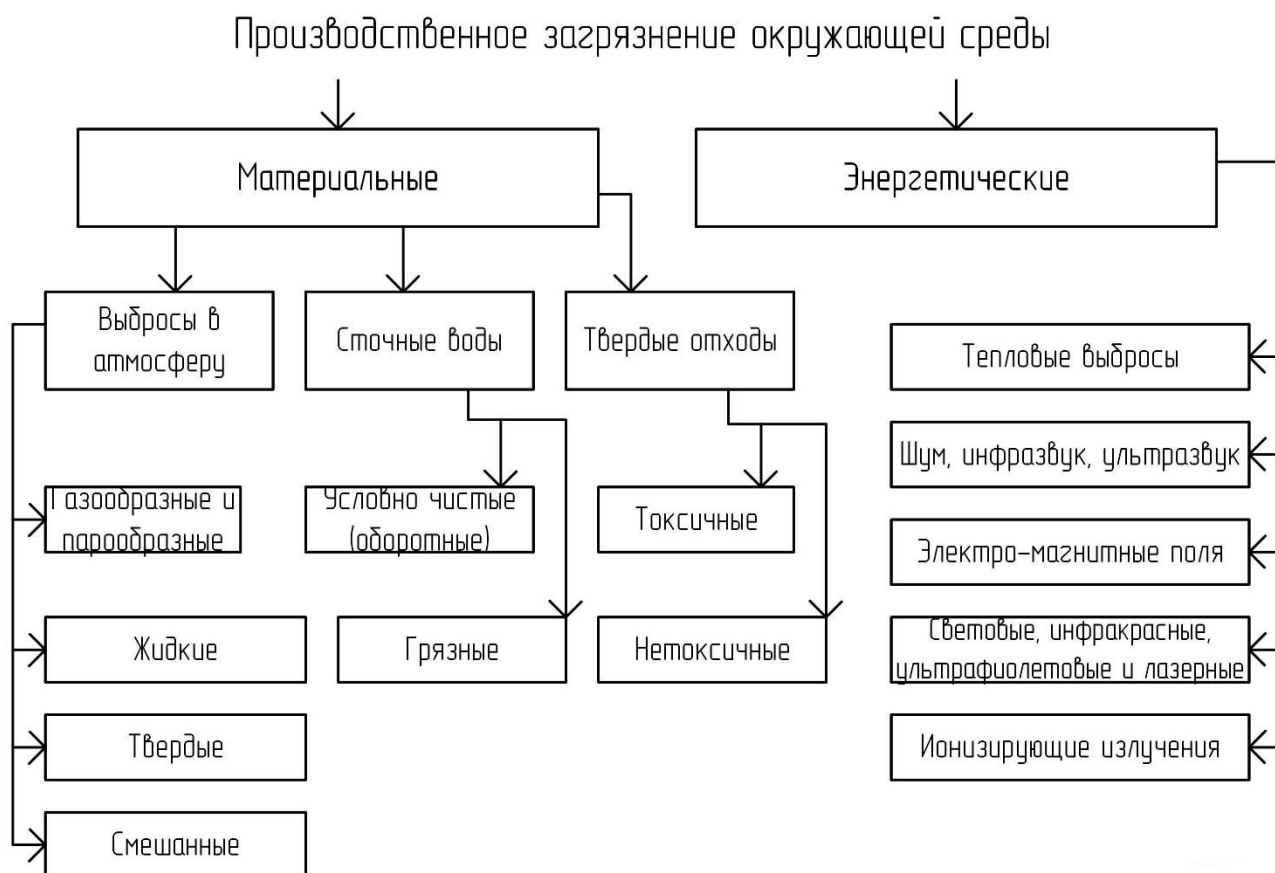 Производственное загрязнение окружающей среды
Материальные
Энергетические
Выбросы в
атмосферу
Сточные воды
Твердые отходы
Тепловые выбросы
Шум, инфразвук, ультразвук
Газообразные и
парообразные
Условно чистые
(оборотные)
Токсичные
Электро-магнитные поля
Жидкие
Грязные
Нетоксичные
Световые, инфракрасные,
ультрафиолетовые и лазерные
Твердые
Ионизирующие излучения
Смешанные